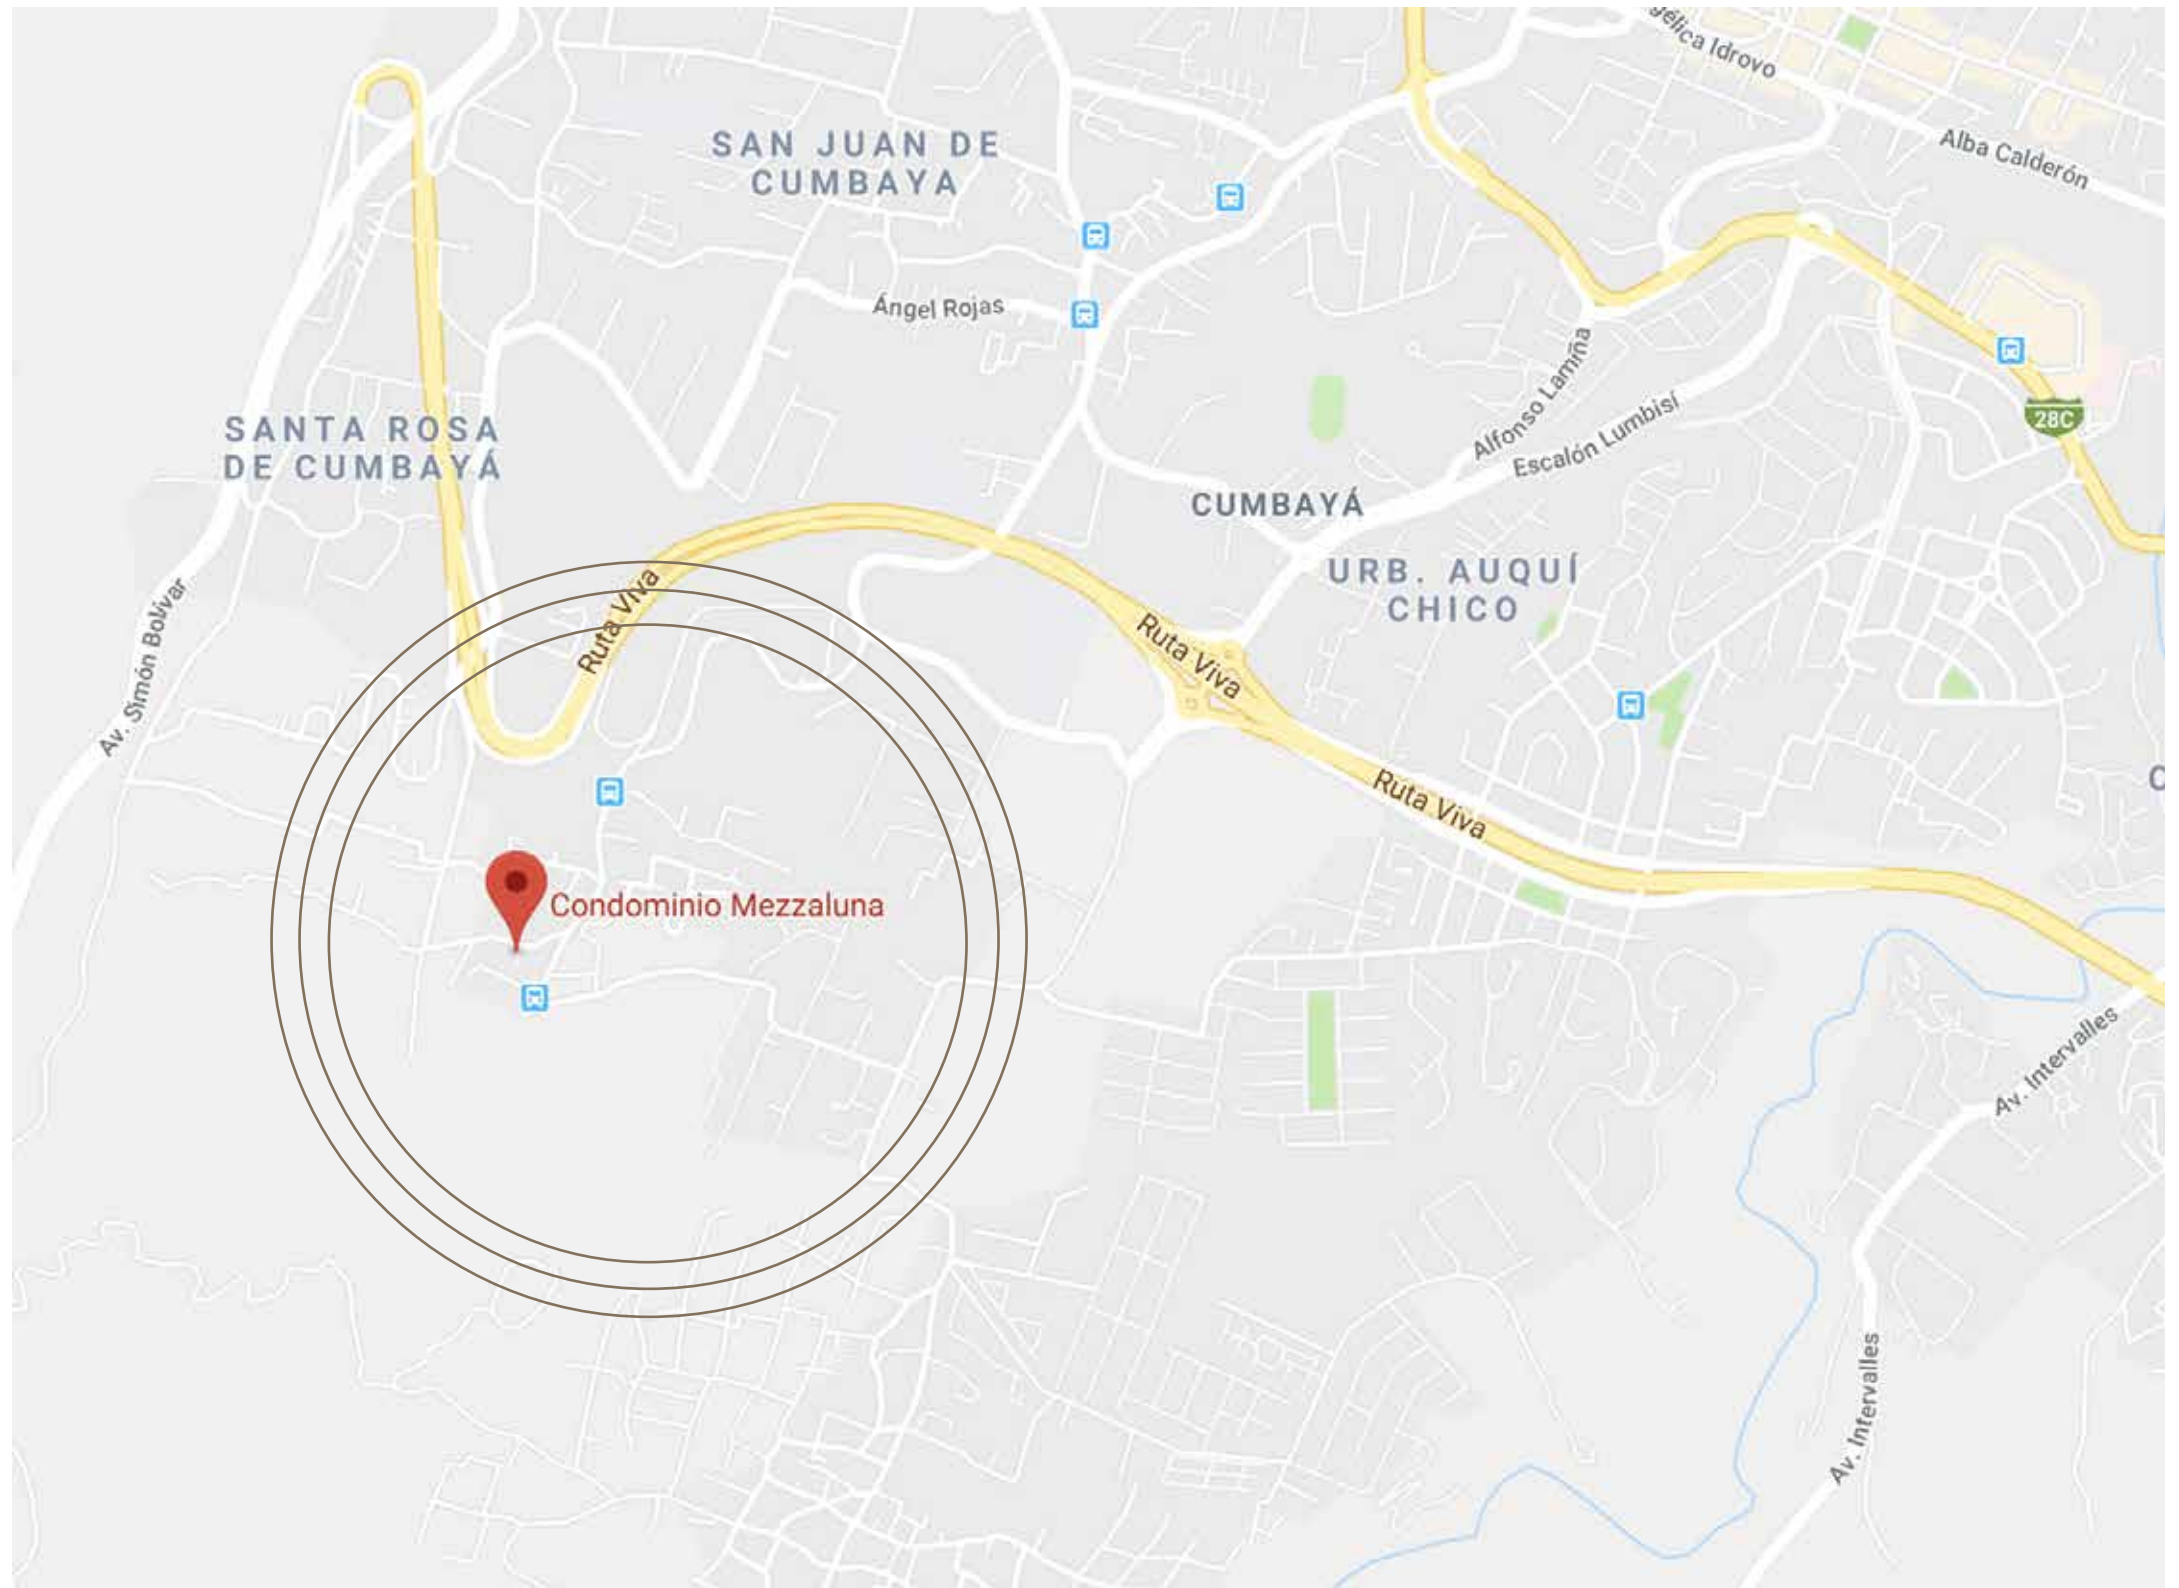 Idrovo
Alba Calderón
SAN JUAN DE
CUMBAYA
Ángel Rojas
Alfonso Lamiña
Escalón Lumbisí
28C
SANTA ROSA
DE CUMBAYÁ
CUMBAYÁ
URB. AUQUÍ
CHICO
Av. Simón Bolívar
Ruta Viva
Ruta Viva
Ruta Viva
Condominio Mezzaluna
Av. Intervalles
Av. Intervalles